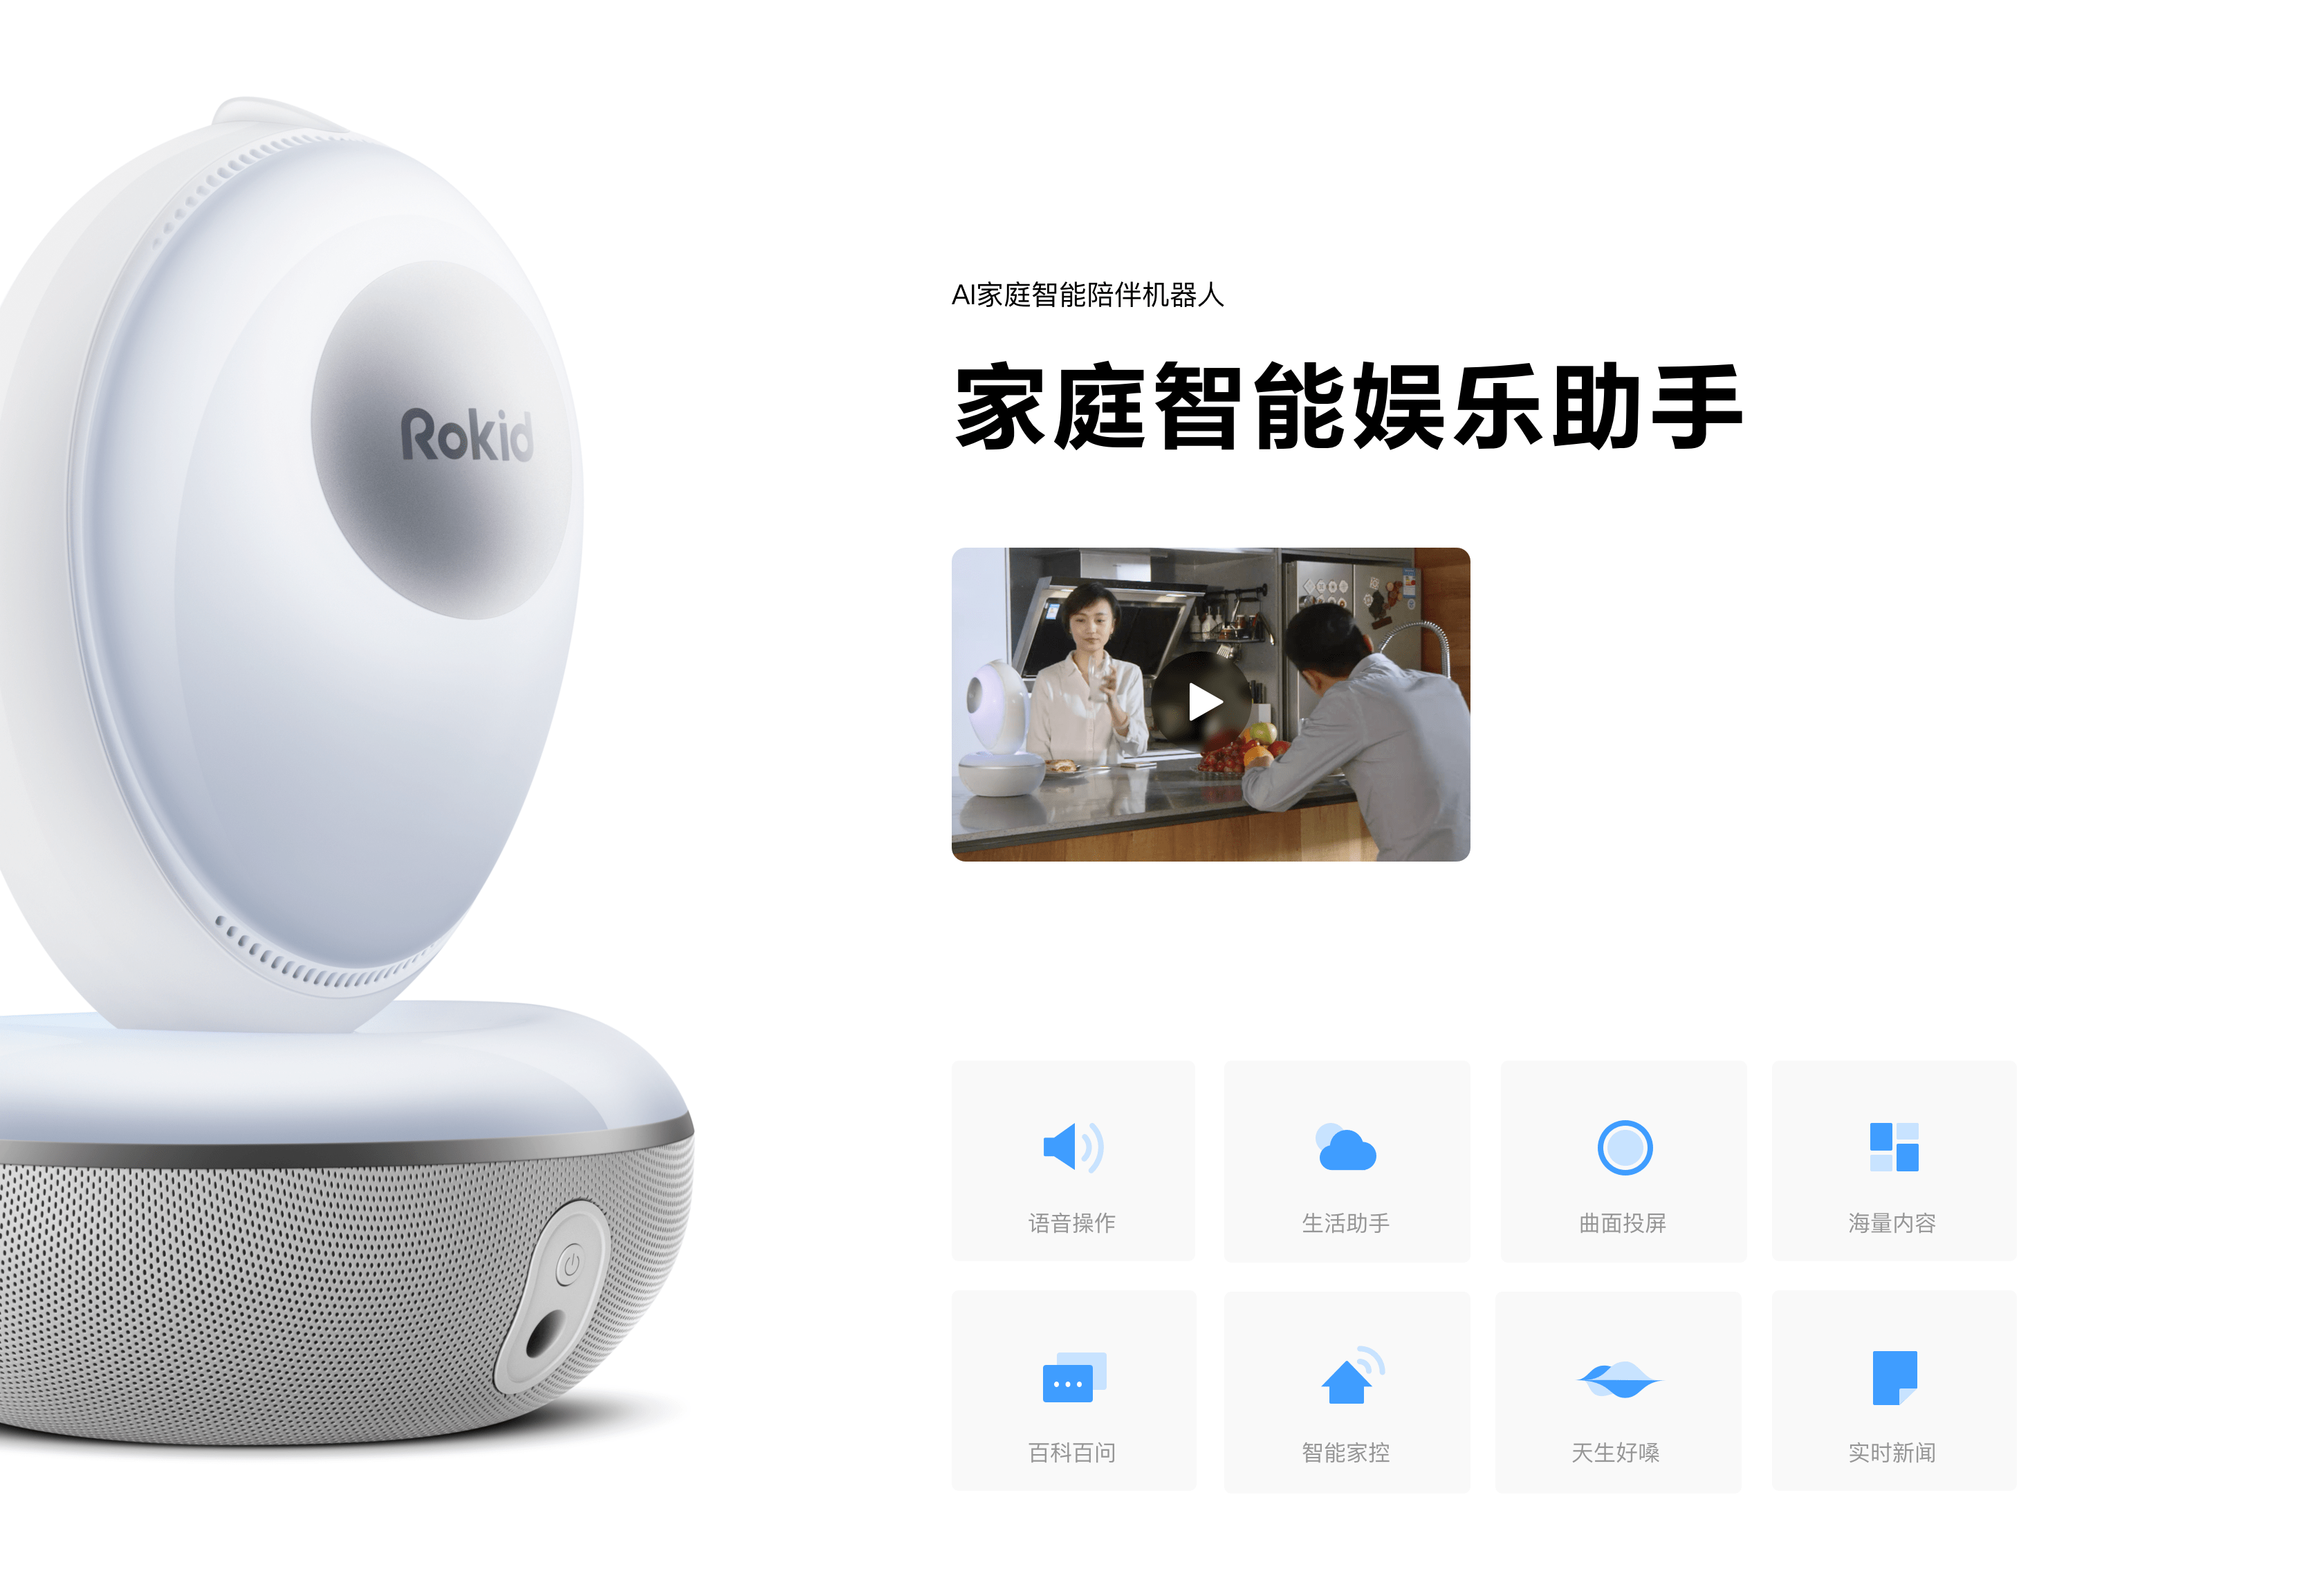 Rokid
AI家庭智能陪伴机器人
家庭智能娱乐助手
语音操作
生活助手
曲面投屏
海量内容
百科百问
智能家控
天生好嗓
实时新闻